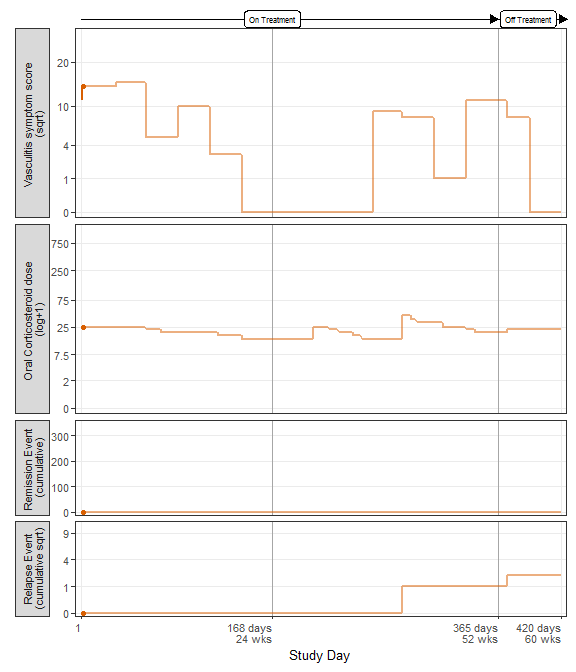 On Treatment
Off Treatment
Vasculitis symptom score
(sqrt)
20
10
4
1
0
Oral Corticosteroid dose
(log+1)
750
250
75
25
7.5
2
0
Remission Event
(cumulative)
300
200
100
0
Relapse Event
(cumulative sqrt)
9
4
1
0
1
168 days
24 wks
365 days
52 wks
420 days
60 wks
Study Day